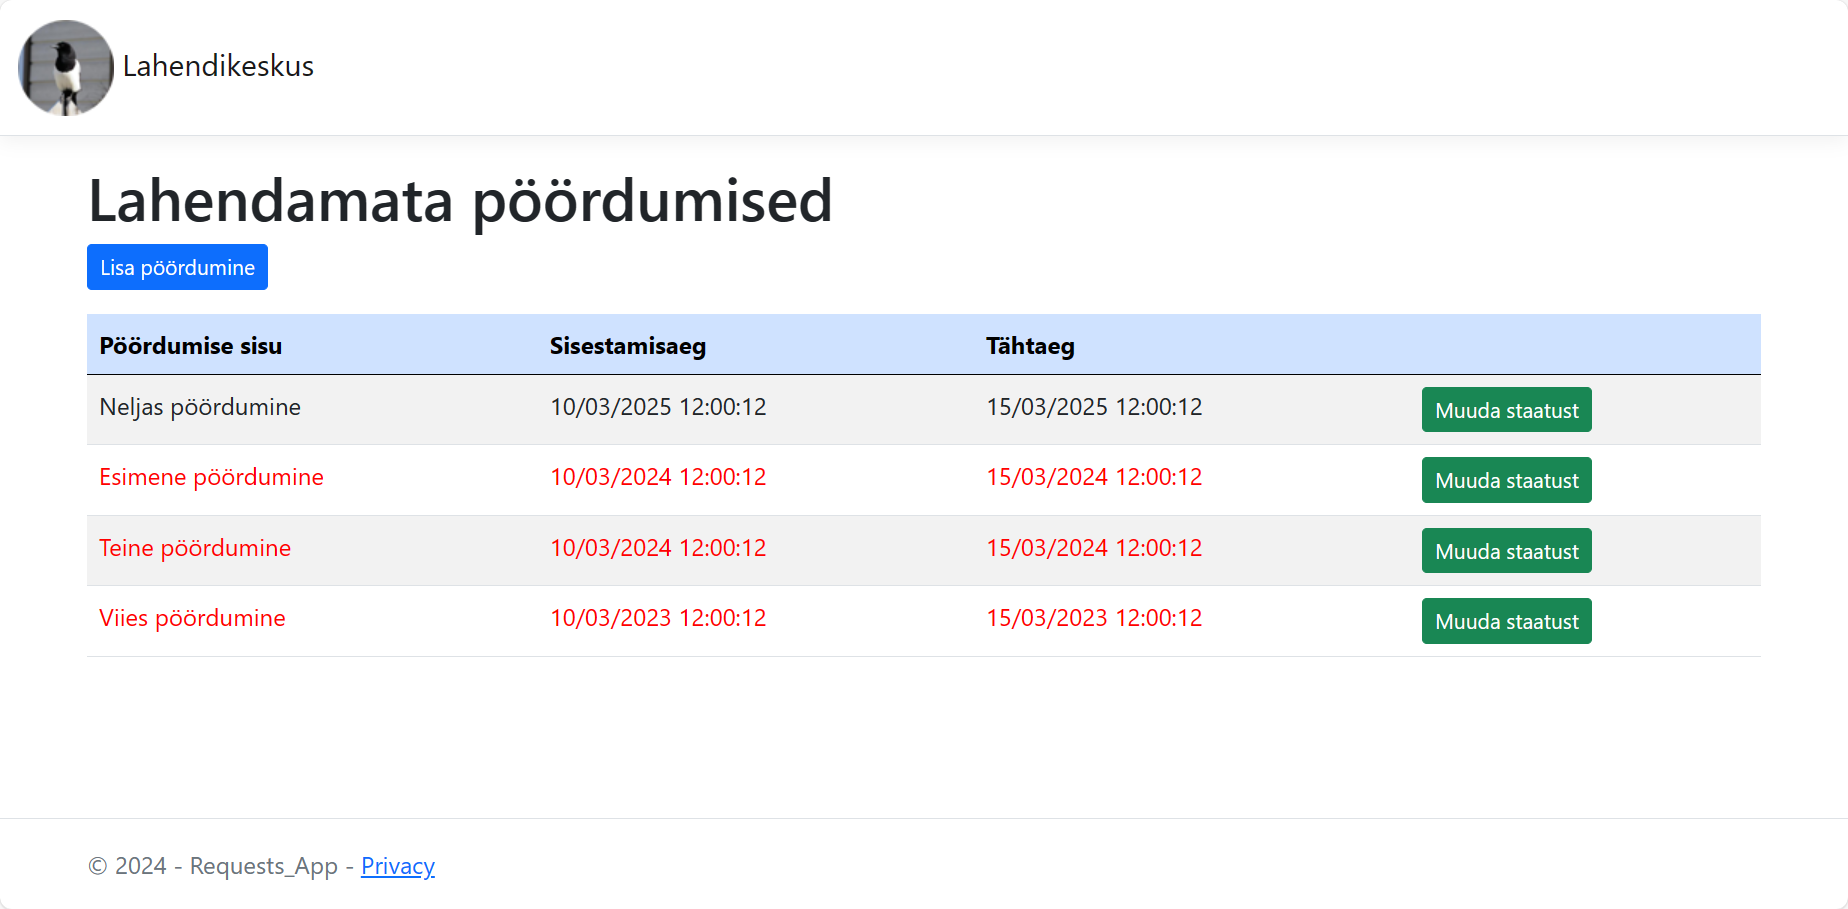 Lahendikeskus
Lahendamata pöördumised
Lisa pöördumine
Pöördumise sisu Sisestamisaeg Tähtaeg
Neljas pöördumine 10/03/2025 12:00:12 15/03/2025 12:00:12 Muuda staatust
Esimene pöördumine 10/03/2024 12:00:12 15/03/2024 12:00:12 Muuda staatust
Teine pöördumine 10/03/2024 12:00:12 15/03/2024 12:00:12 Muuda staatust
Viies pöördumine 10/03/2023 12:00:12 15/03/2023 12:00:12 Muuda staatust
© 2024 - Requests_App - Privacy